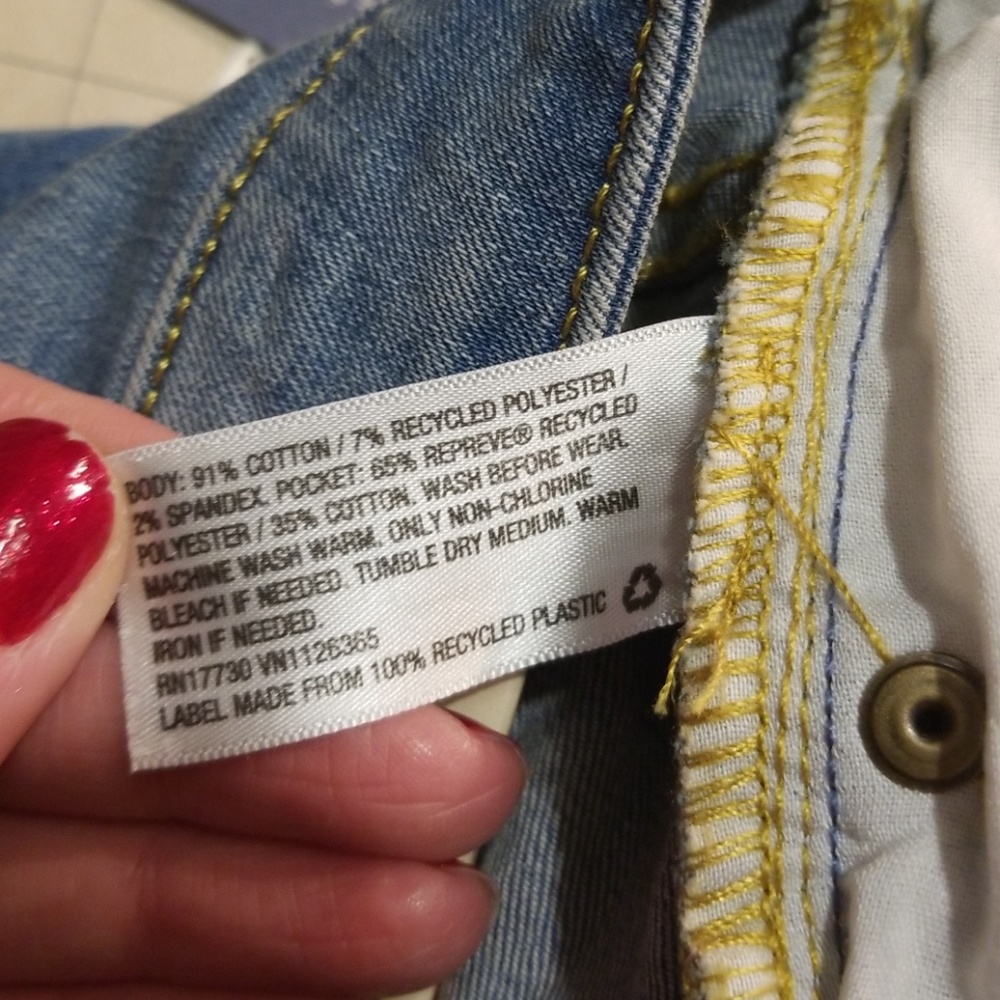 BODY: 91% COTTON / 7% RECYCLED POLYESTER /
2% SPANDEX. POCKET: 65% REPREVE® RECYCLED
POLYESTER / 35% COTTON. WASH BEFORE WEAR.
MACHINE WASH WARM. ONLY NON-CHLORINE
BLEACH IF NEEDED. TUMBLE DRY MEDIUM. WARM
IRON IF NEEDED.
RN17730 VN1126365
LABEL MADE FROM 100% RECYCLED PLASTIC